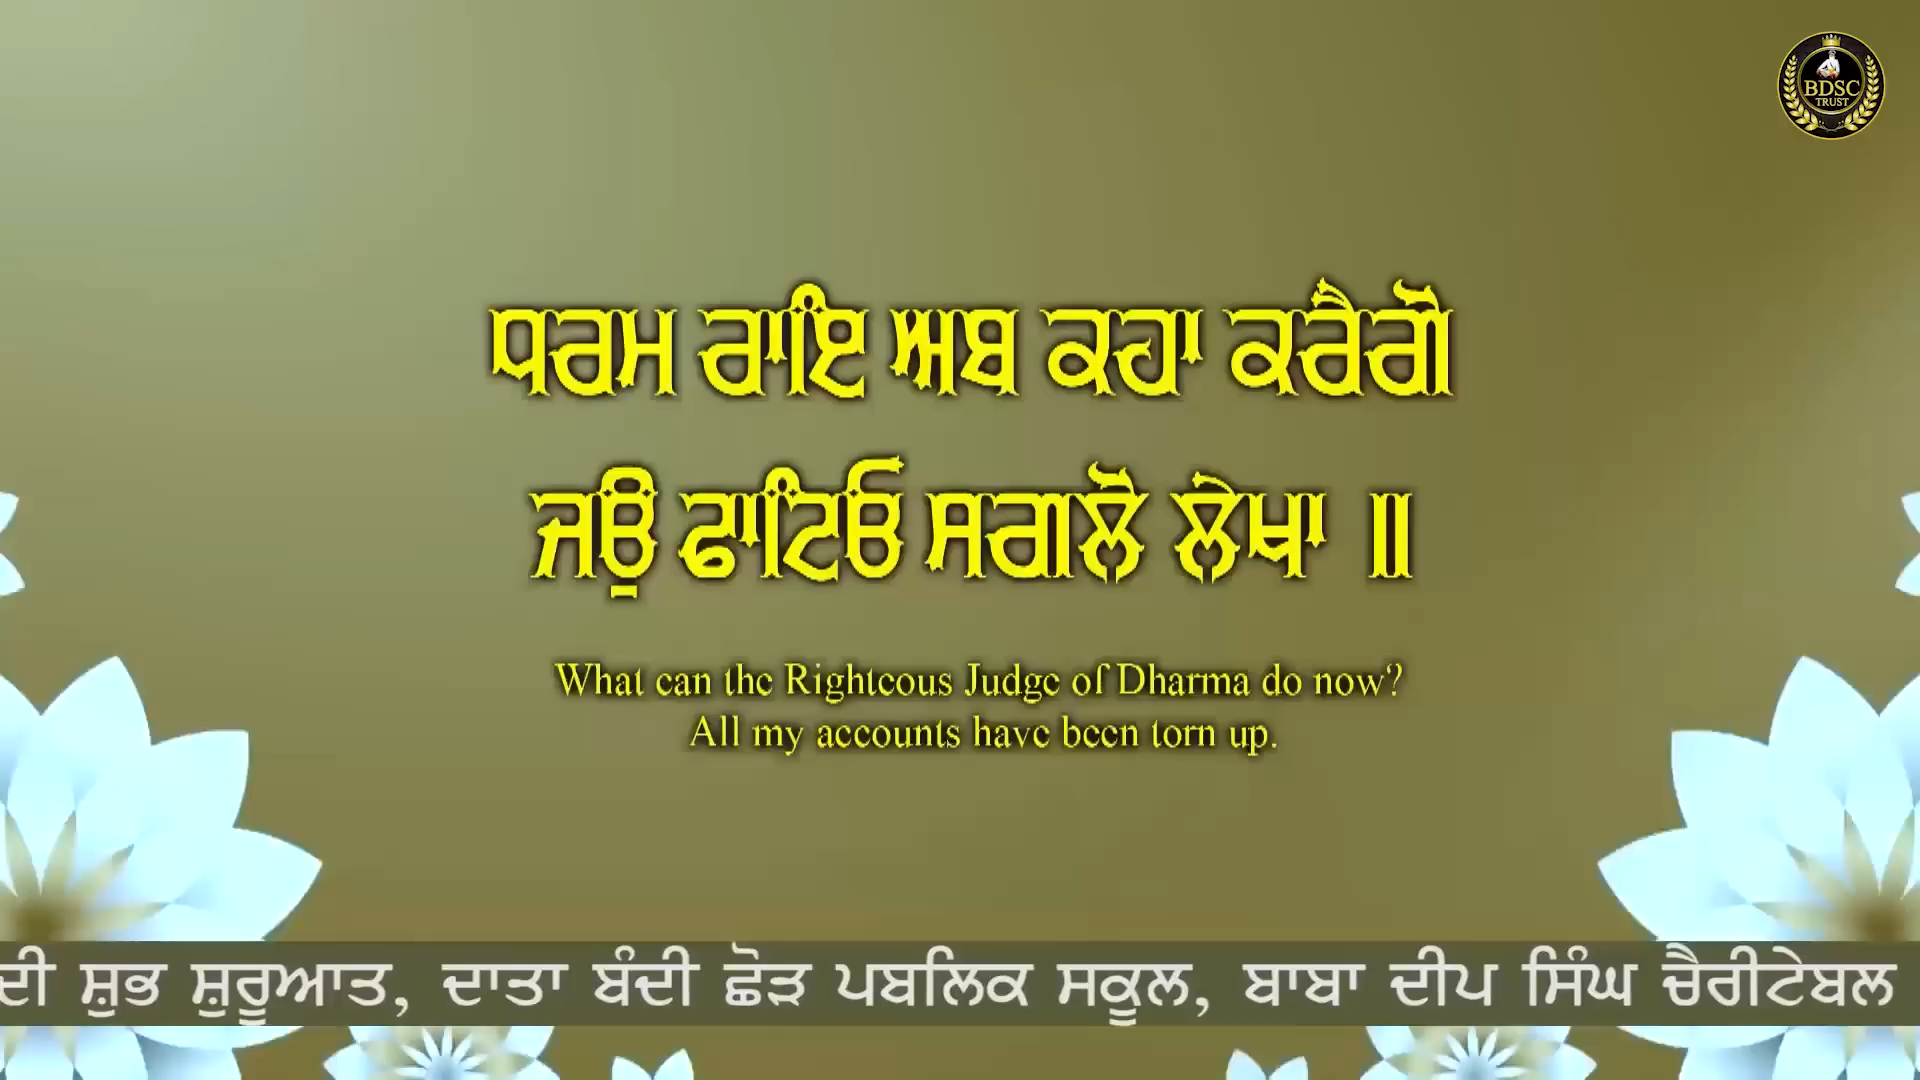 BDSC
TRUST
ਧਰਮ ਰਾਇ ਅਬ ਕਹਾ ਕਰੈਗੋ
ਜਉ ਫਾਟਿਓ ਸਗਲੋ ਲੇਖਾ ॥
What can the Righteous Judge of Dharma do now?
All my accounts have been torn up.
ਦੀ ਸ਼ੁਭ ਸ਼ੁਰੂਆਤ, ਦਾਤਾ ਬੰਦੀ ਛੋੜ ਪਬਲਿਕ ਸਕੂਲ, ਬਾਬਾ ਦੀਪ ਸਿੰਘ ਚੈਰੀਟੇਬਲ